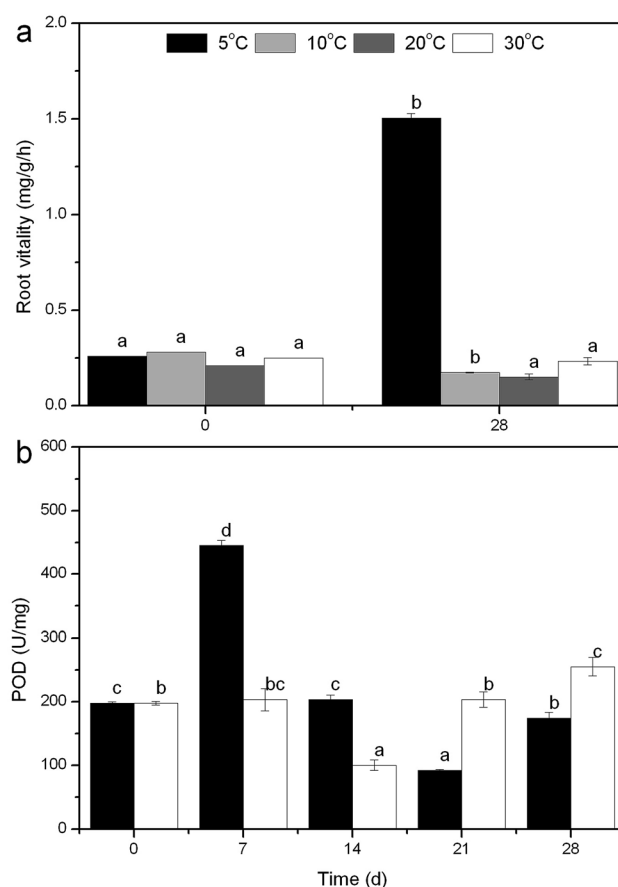 a
2.0
5°C 10°C 20°C 30°C
b
1.5
Root vitality (mg/g/h)
1.0
0.5
a a a a b a a
0.0
0 28
b
600
d
500
400
POD (U/mg)
300
c b bc c a a b b c
200
100
0
0 7 14 21 28
Time (d)